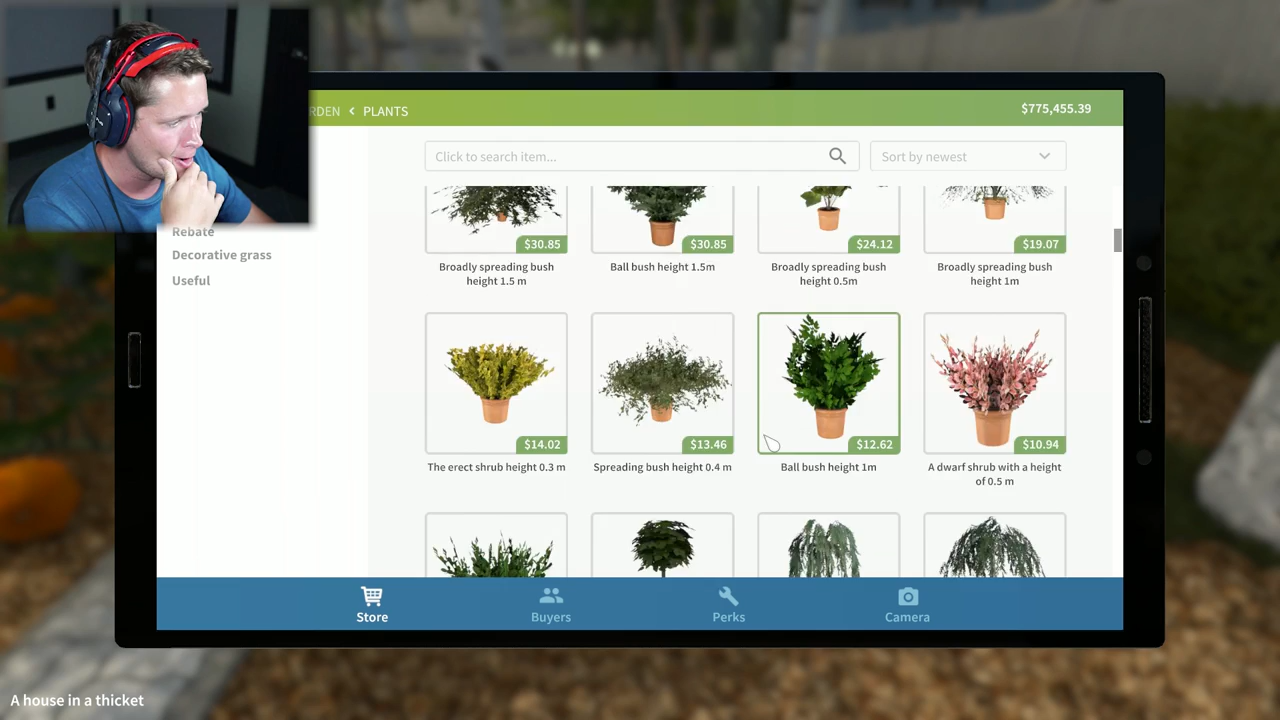 RDEN < PLANTS
$775,455.39
Click to search item...
Sort by newest
Rebate
Decorative grass
Useful
$30.85
$30.85
$24.12
$19.07
Broadly spreading bush
height 1.5 m
Ball bush height 1.5m
Broadly spreading bush
height 0.5m
Broadly spreading bush
height 1m
$14.02
$13.46
$12.62
$10.94
The erect shrub height 0.3 m
Spreading bush height 0.4 m
Ball bush height 1m
A dwarf shrub with a height
of 0.5 m
Store
Buyers
Perks
Camera
A house in a thicket